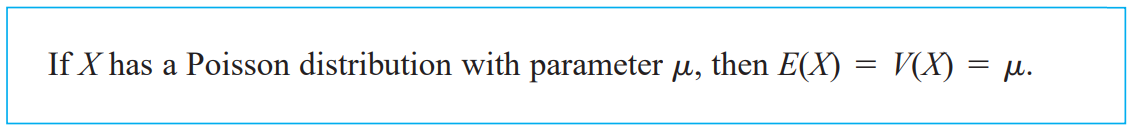 If X has a Poisson distribution with parameter μ, then E(X) = V(X) = μ.